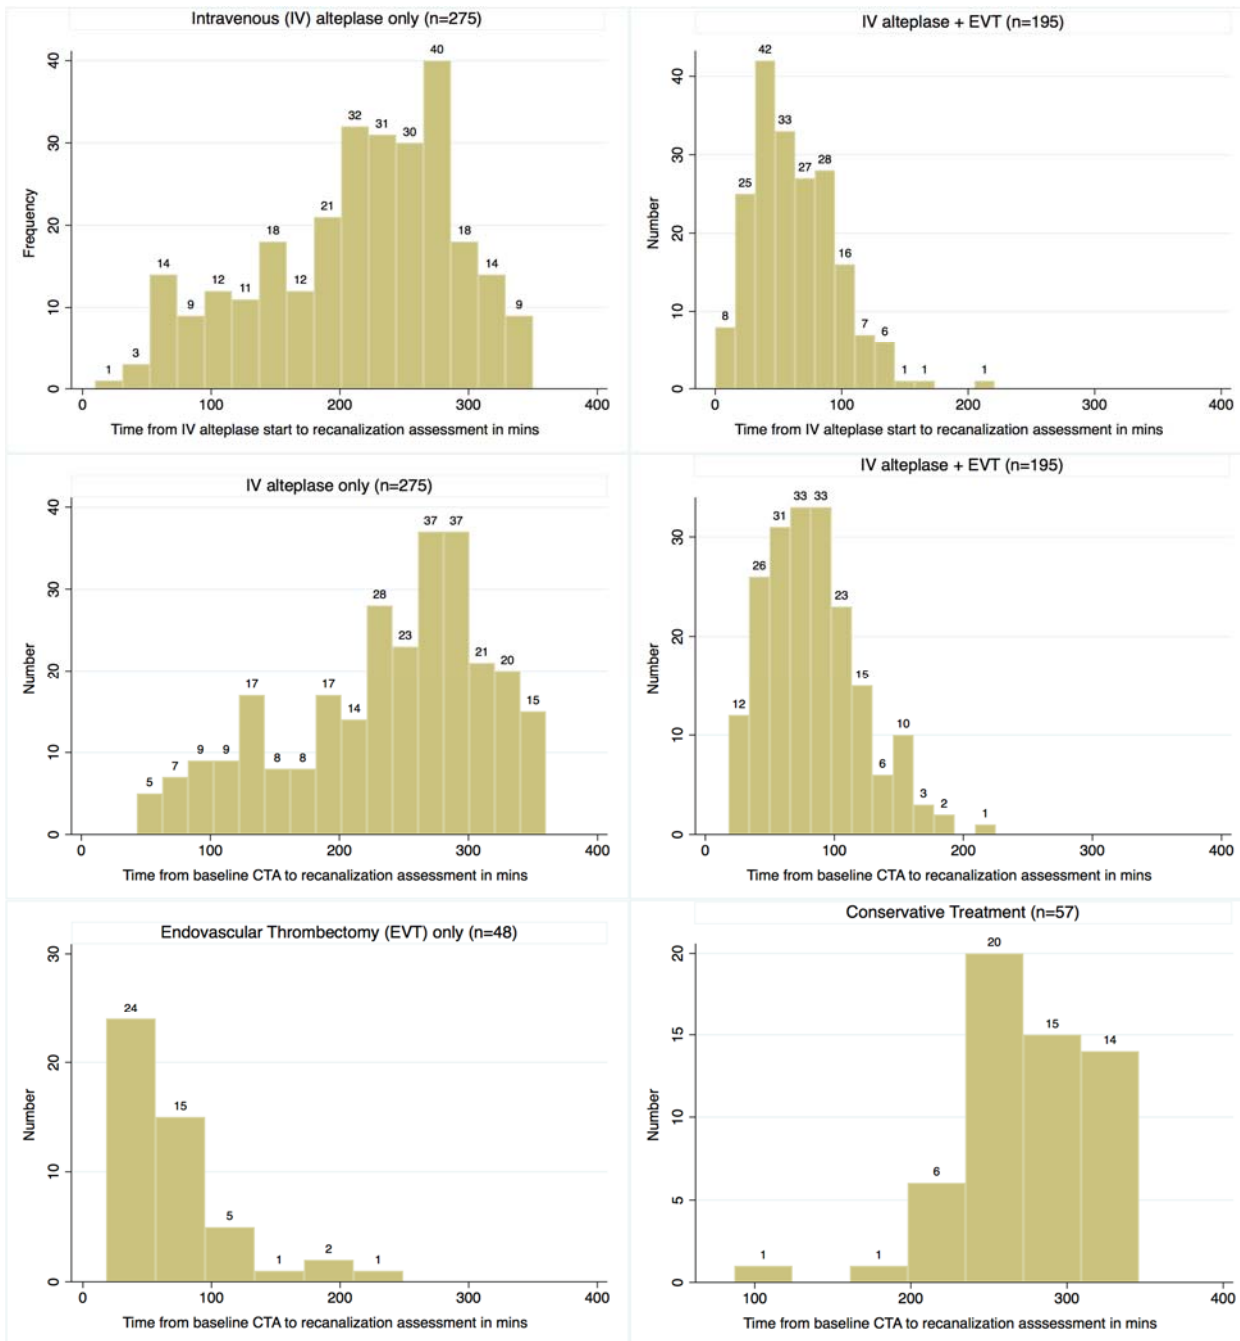 Intravenous (IV) alteplase only (n=275)
Frequency
0 10 20 30 40
1 3 14 9 12 11 18 12 21 32 31 30 40 18 14 9
0 100 200 300 400
Time from IV alteplase start to recanalization assessment in mins
IV alteplase + EVT (n=195)
Number
0 10 20 30 40
8 25 42 33 27 28 16 7 6 1 1 1
0 100 200 300 400
Time from IV alteplase start to recanalization assessment in mins
IV alteplase only (n=275)
Number
0 10 20 30 40
5 7 9 9 17 8 8 17 14 28 23 37 37 21 20 15
0 100 200 300 400
Time from baseline CTA to recanalization assessment in mins
IV alteplase + EVT (n=195)
Number
0 10 20 30
12 26 31 33 33 23 15 6 10 3 2 1
0 100 200 300 400
Time from baseline CTA to recanalization assessment in mins
Endovascular Thrombectomy (EVT) only (n=48)
Number
0 10 20 30
24 15 5 1 2 1
0 100 200 300 400
Time from baseline CTA to recanalization asssessment in mins
Conservative Treatment (n=57)
Number
0 5 10 15 20
1 1 6 20 15 14
100 200 300 400
Time from baseline CTA to recanalization assessment in mins